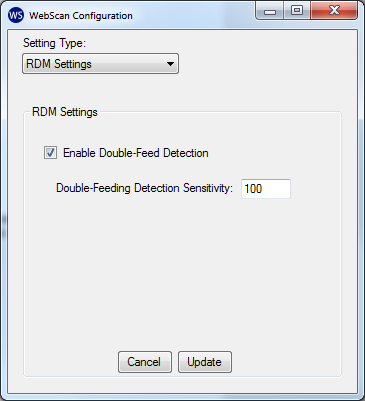 WS WebScan Configuration
Setting Type:
RDM Settings
RDM Settings
Enable Double-Feed Detection
Double-Feeding Detection Sensitivity: 100
Cancel Update